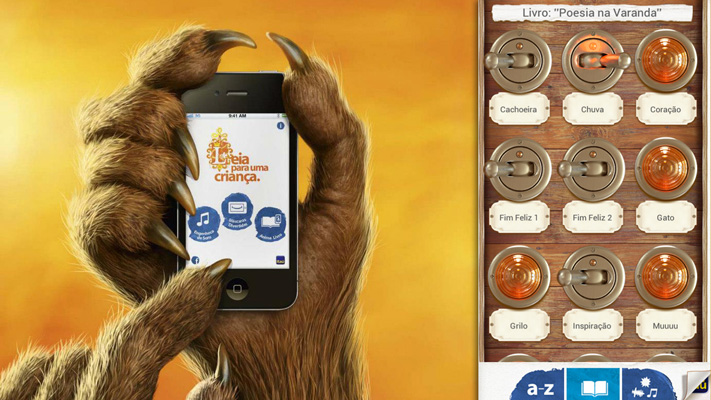 9:41 AM
Leia
para uma
criança.
Livro: "Poesia na Varanda"
Cachoeira
Chuva
Coração
Fim Feliz 1
Fim Feliz 2
Gato
Grilo
Inspiração
Muuuu
a-z